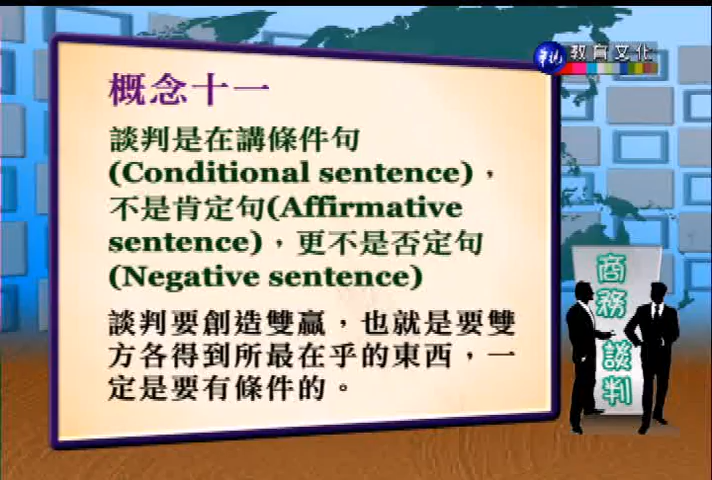 華視 教育文化
概念十一
談判是在講條件句
(Conditional sentence)，
不是肯定句(Affirmative
sentence)，更不是否定句
(Negative sentence)
談判要創造雙贏，也就是要雙
方各得到所最在乎的東西，一
定是要有條件的。
商務談判